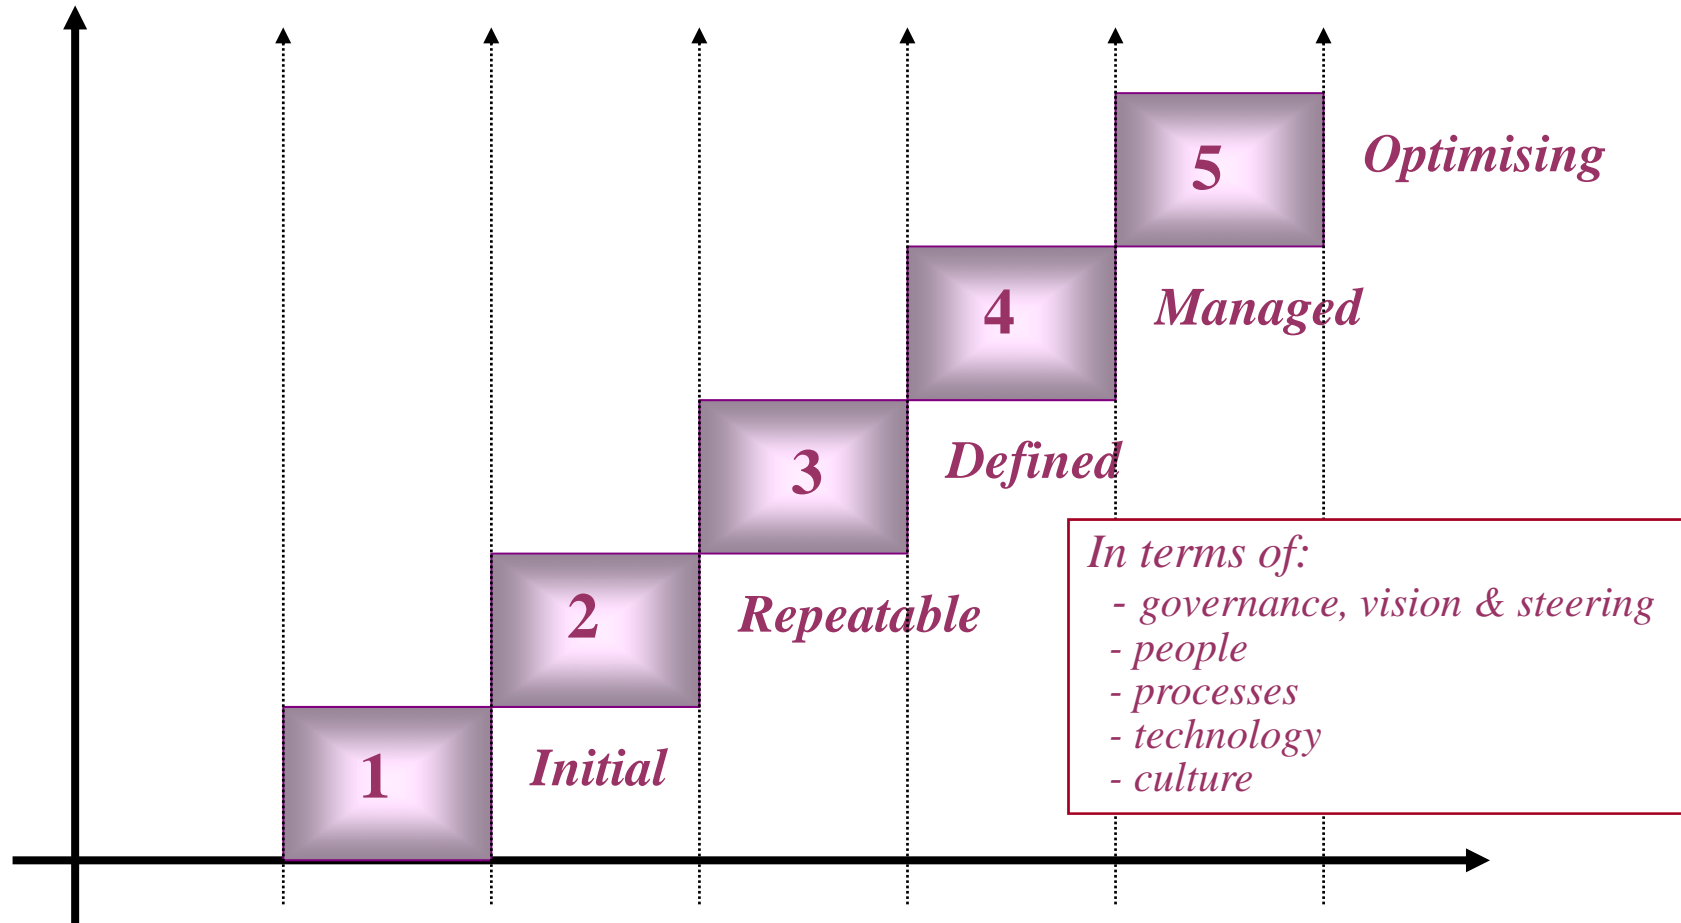 5
Optimising
4
Managed
3
Defined
In terms of:
- governance, vision & steering
2
Repeatable
- people
- processes
- technology
1
Initial
- culture